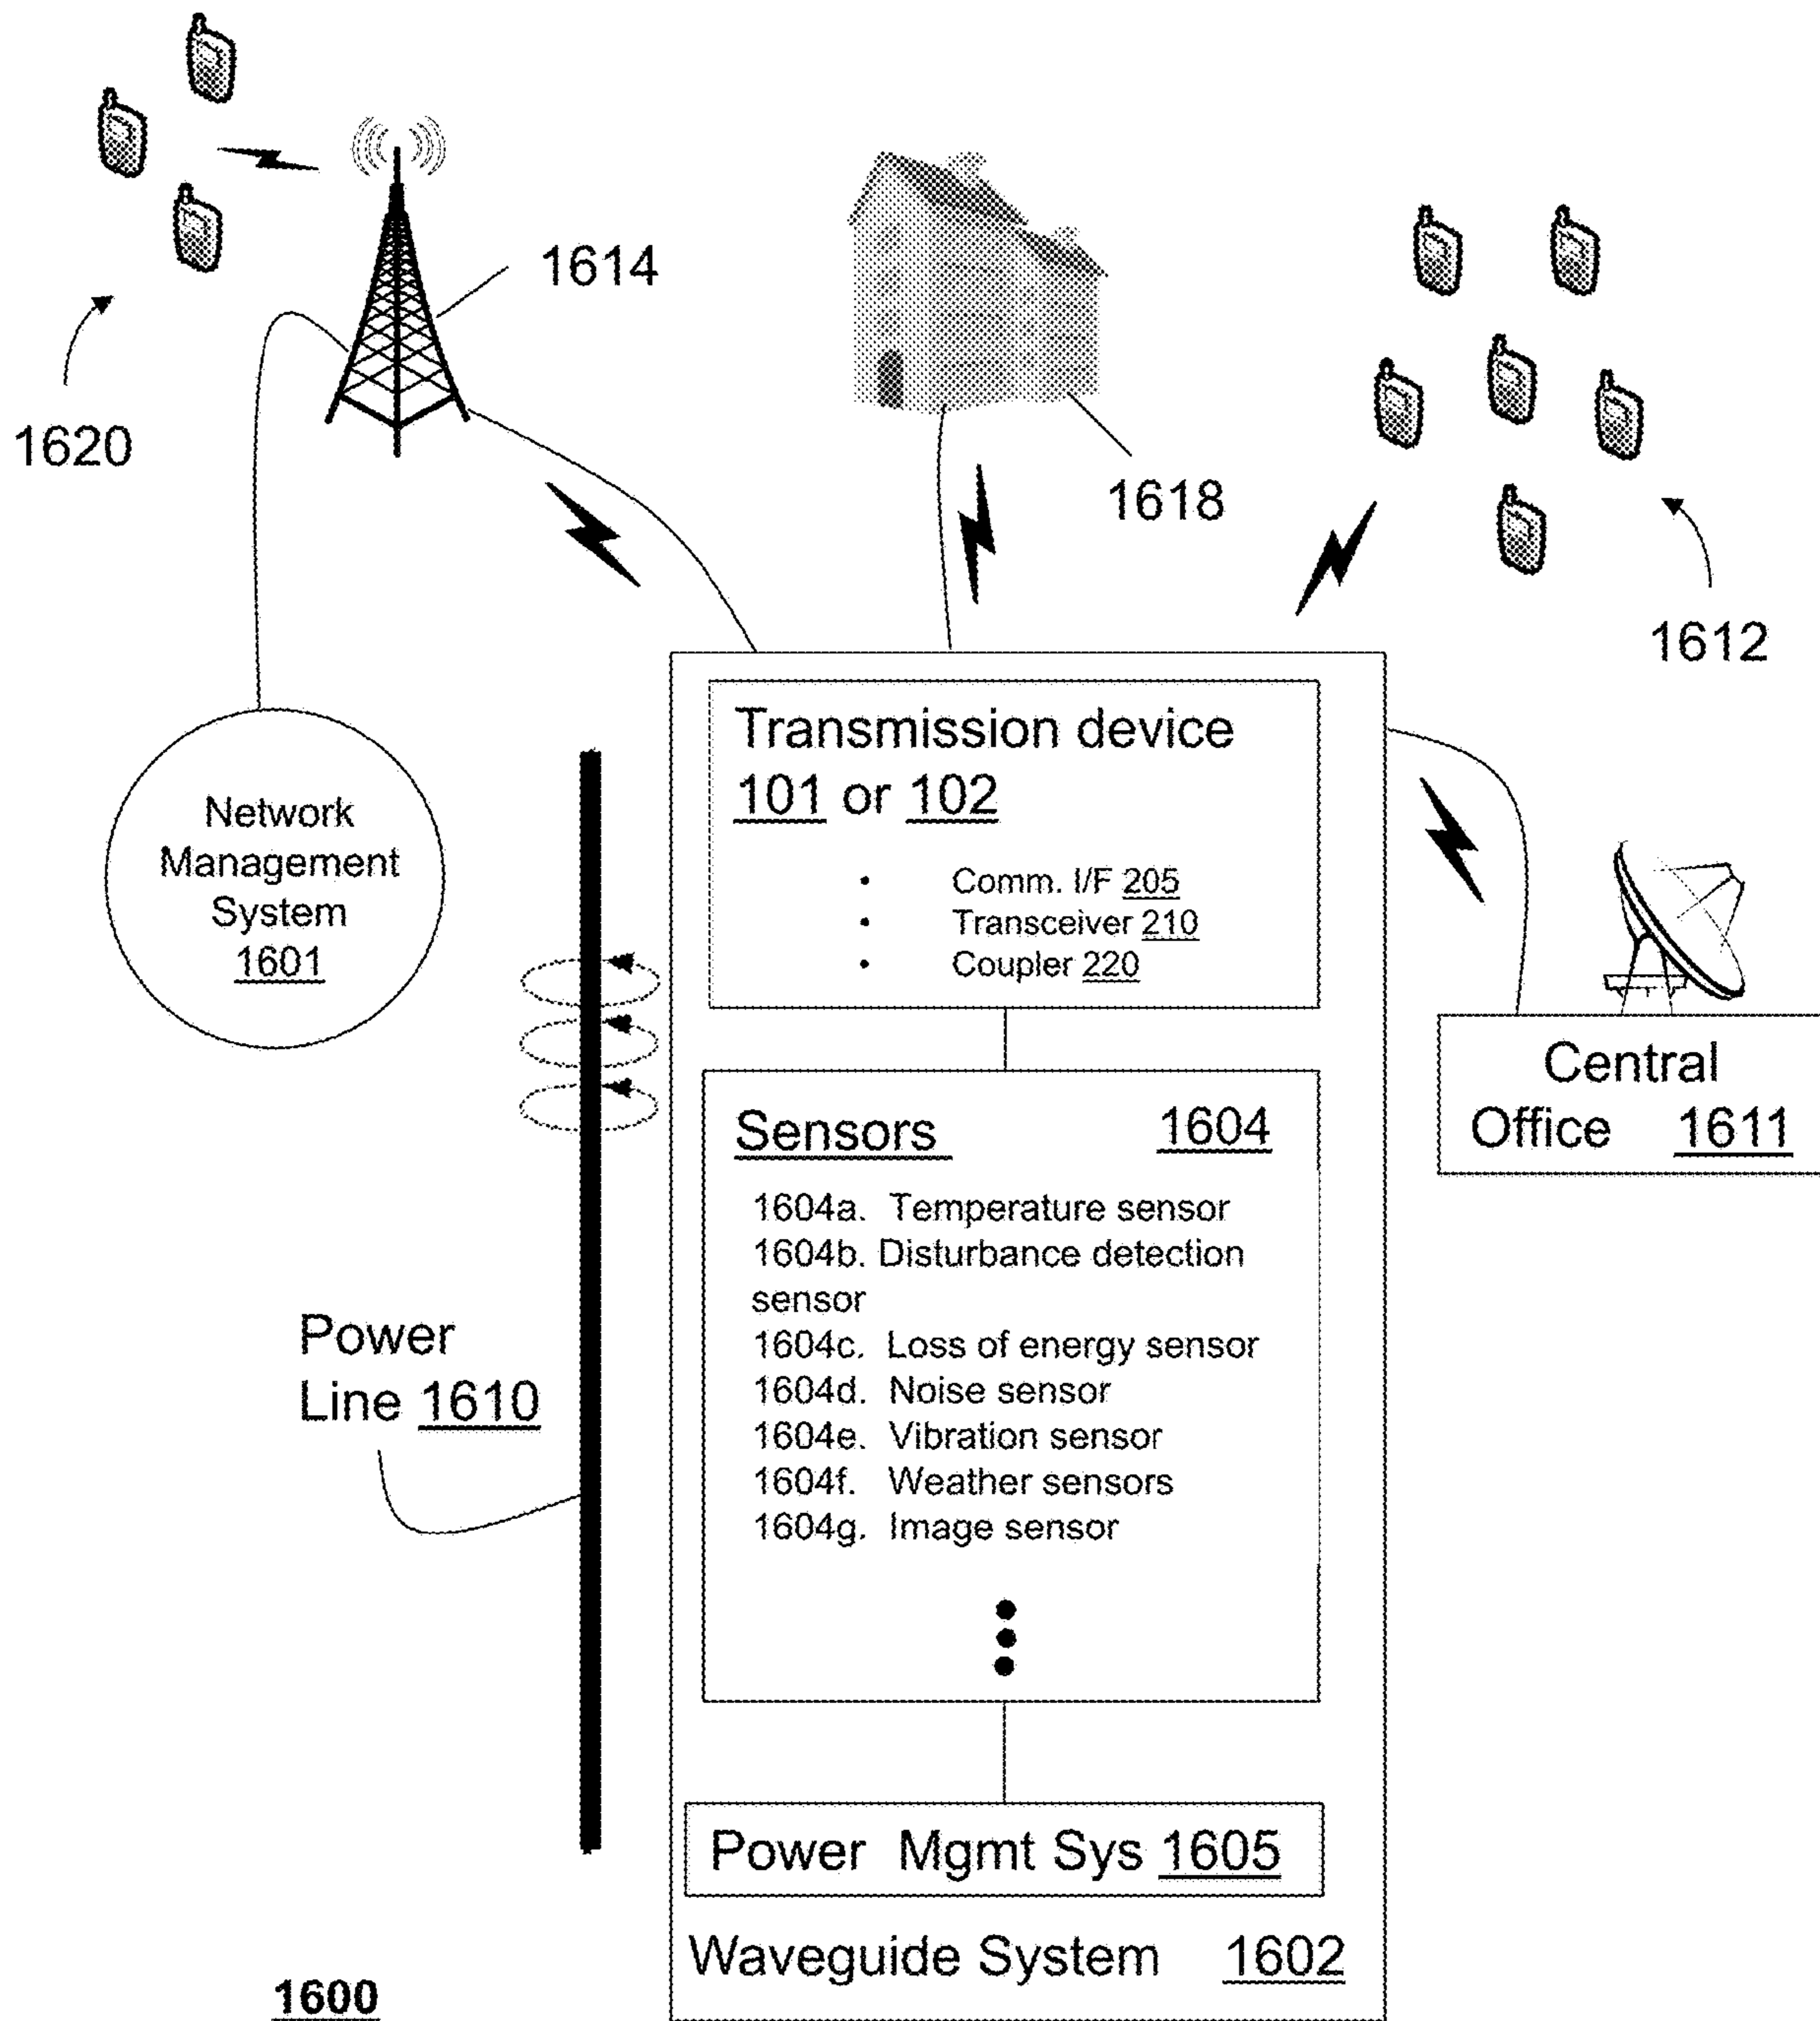 1614
1620
1618
1612
Network
Management
System
1601
Transmission device
101 or 102
• Comm. I/F 205
• Transceiver 210
• Coupler 220
Central
Office 1611
Sensors 1604
1604a. Temperature sensor
1604b. Disturbance detection
sensor
1604c. Loss of energy sensor
1604d. Noise sensor
1604e. Vibration sensor
1604f. Weather sensors
1604g. Image sensor
Power
Line 1610
Power Mgmt Sys 1605
Waveguide System 1602
1600